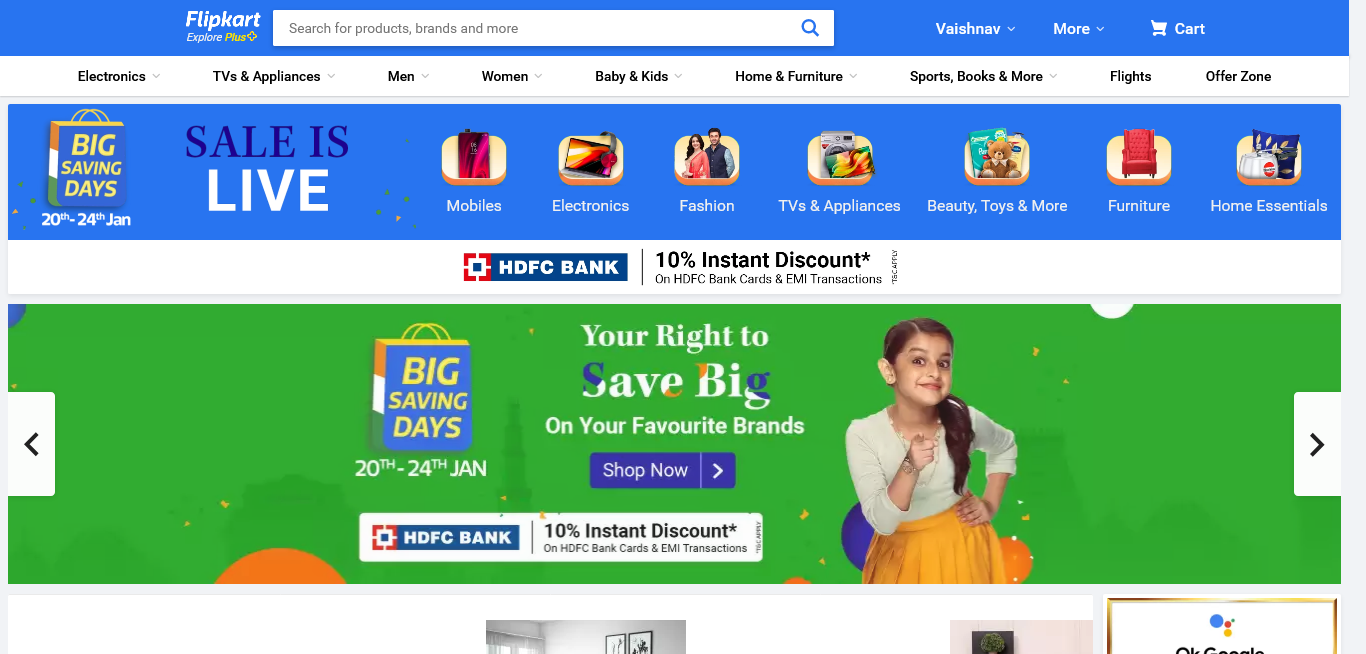 Flipkart
Explore Plus
Search for products, brands and more
Vaishnav
More
Cart
Electronics
TVs & Appliances
Men
Women
Baby & Kids
Home & Furniture
Sports, Books & More
Flights
Offer Zone
BIG
SAVING
DAYS
20th- 24th Jan
SALE IS
LIVE
Mobiles
Electronics
Fashion
TVs & Appliances
Beauty, Toys & More
Furniture
Home Essentials
HDFC BANK
10% Instant Discount*
On HDFC Bank Cards & EMI Transactions
*T&C APPLY
BIG
SAVING
DAYS
20TH - 24TH JAN
Your Right to
Save Big
On Your Favourite Brands
Shop Now
HDFC BANK
10% Instant Discount*
On HDFC Bank Cards & EMI Transactions
*T&C APPLY
Ok Google